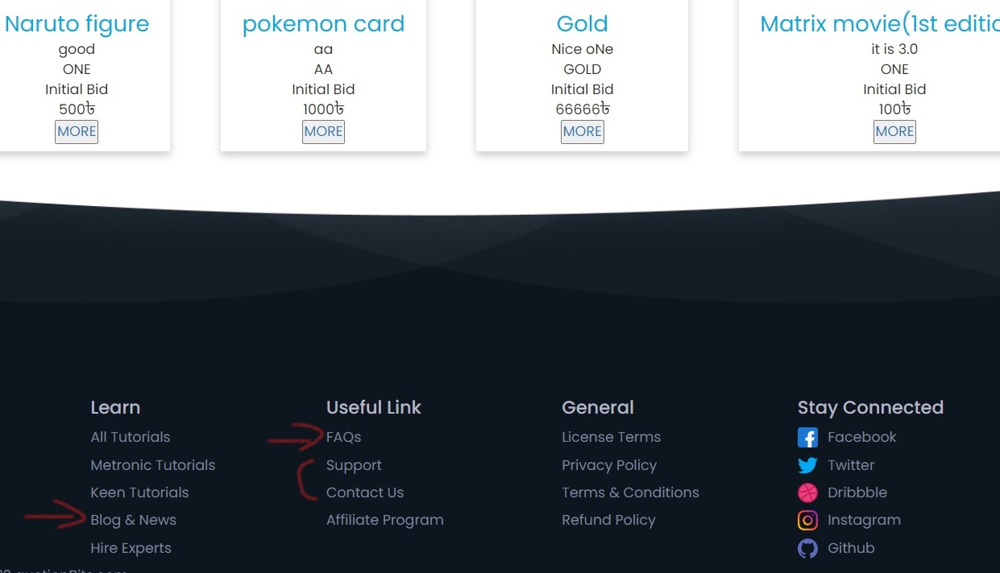 Naruto figure
good
ONE
Initial Bid
500৳
MORE
pokemon card
aa
AA
Initial Bid
1000৳
MORE
Gold
Nice oNe
GOLD
Initial Bid
66666৳
MORE
Matrix movie(1st editio
it is 3.0
ONE
Initial Bid
100৳
MORE
Learn
All Tutorials
Metronic Tutorials
Keen Tutorials
Blog & News
Hire Experts
Useful Link
FAQs
Support
Contact Us
Affiliate Program
General
License Terms
Privacy Policy
Terms & Conditions
Refund Policy
Stay Connected
Facebook
Twitter
Dribbble
Instagram
Github